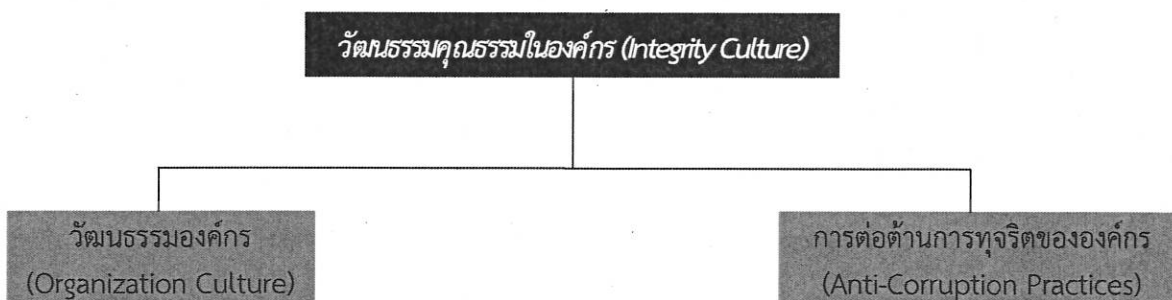 วัฒนธรรมคุณธรรมในองค์กร (Integrity Culture)
วัฒนธรรมองค์กร
(Organization Culture)
การต่อต้านการทุจริตขององค์กร
(Anti-Corruption Practices)